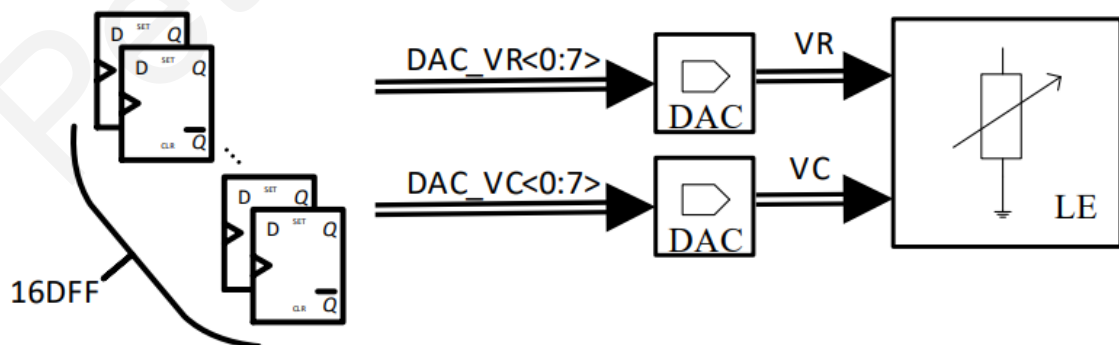 D SET Q
D SET Q
Q
CLR
D SET Q
D SET Q
Q
CLR
16DFF
DAC_VR<0:7>
DAC
VR
DAC_VC<0:7>
DAC
VC
LE